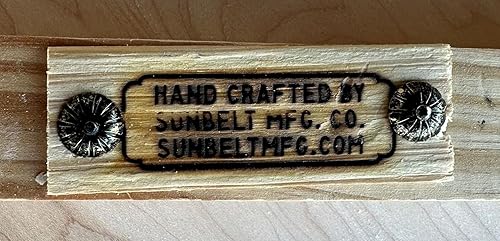 HAND CRAFTED BY
SUNBELT MFG. CO.
SUNBELTMFG.COM